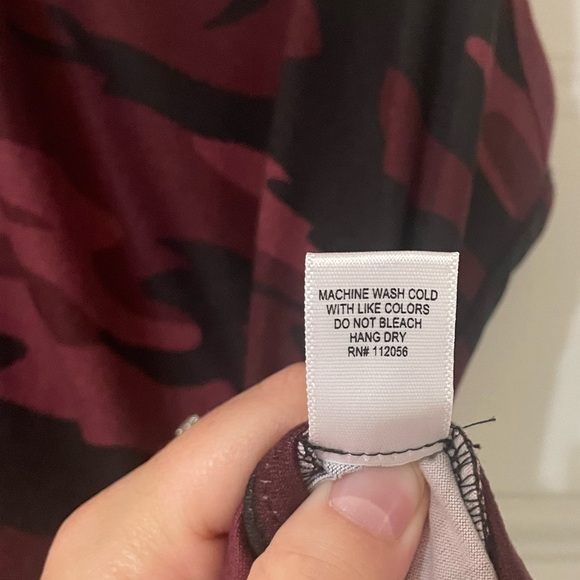 MACHINE WASH COLD
WITH LIKE COLORS
DO NOT BLEACH
HANG DRY
RN# 112056